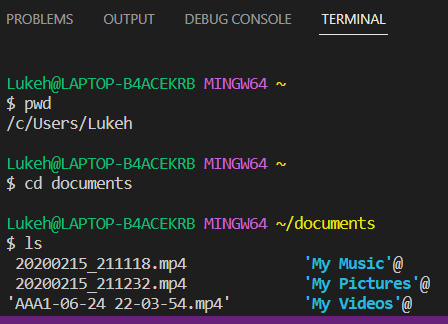 PROBLEMS OUTPUT DEBUG CONSOLE TERMINAL
Lukeh@LAPTOP-B4ACEKRB MINGW64 ~
$ pwd
/c/Users/Lukeh
Lukeh@LAPTOP-B4ACEKRB MINGW64 ~
$ cd documents
Lukeh@LAPTOP-B4ACEKRB MINGW64 ~/documents
$ ls
20200215_211118.mp4 'My Music'@
20200215_211232.mp4 'My Pictures'@
'AAA1-06-24 22-03-54.mp4' 'My Videos'@